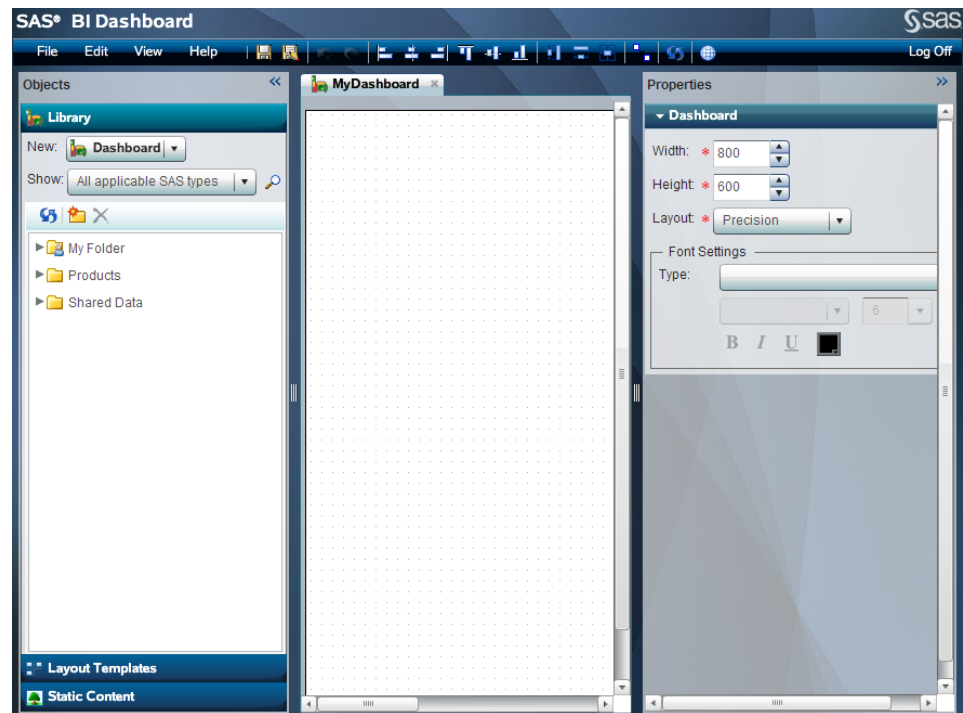 SAS® BI Dashboard
sas
File Edit View Help
Log Off
Objects
Library
New: Dashboard
Show: All applicable SAS types
My Folder
Products
Shared Data
Layout Templates
Static Content
MyDashboard
Properties
Dashboard
Width: * 800
Height: * 600
Layout: * Precision
Font Settings
Type:
6
B I U